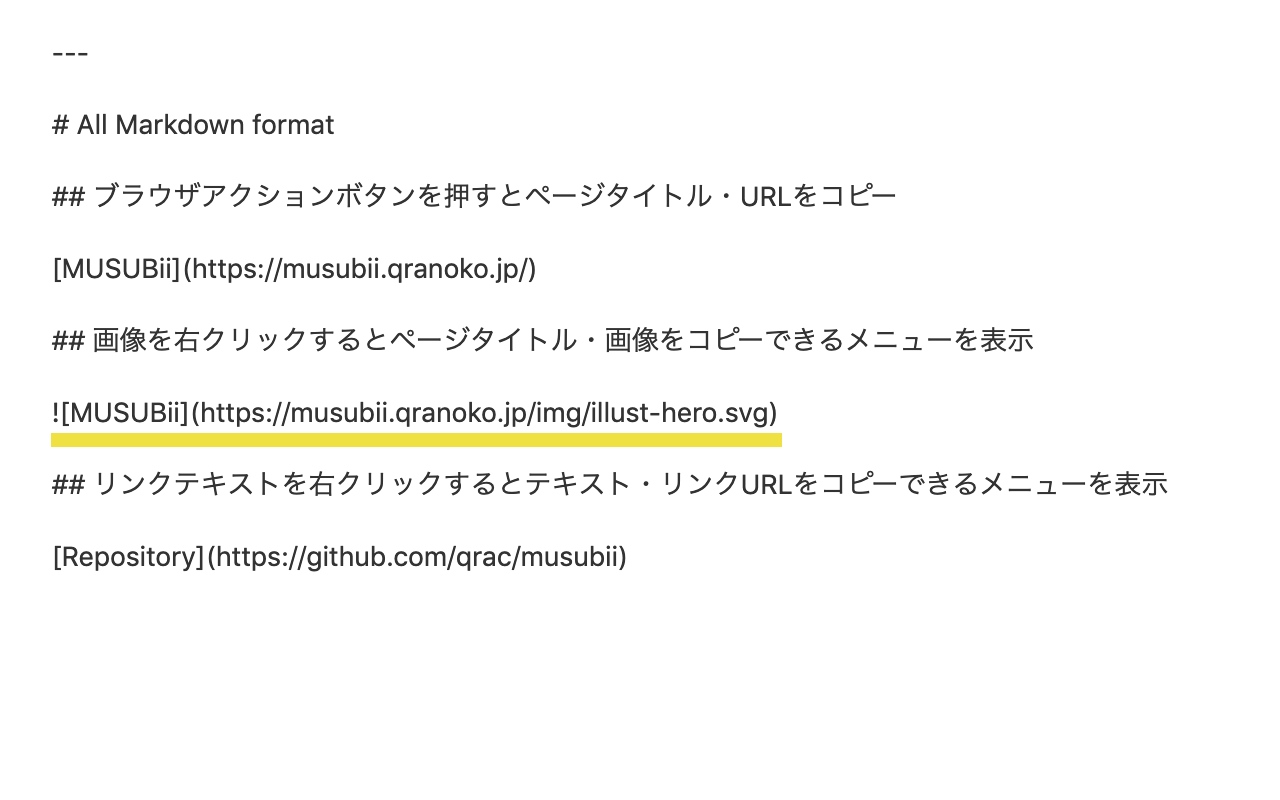 ---
# All Markdown format
## ブラウザアクションボタンを押すとページタイトル・URLをコピー
[MUSUBii](https://musubii.qranoko.jp/)
## 画像を右クリックするとページタイトル・画像をコピーできるメニューを表示
![MUSUBii](https://musubii.qranoko.jp/img/illust-hero.svg)
## リンクテキストを右クリックするとテキスト・リンクURLをコピーできるメニューを表示
[Repository](https://github.com/qrac/musubii)